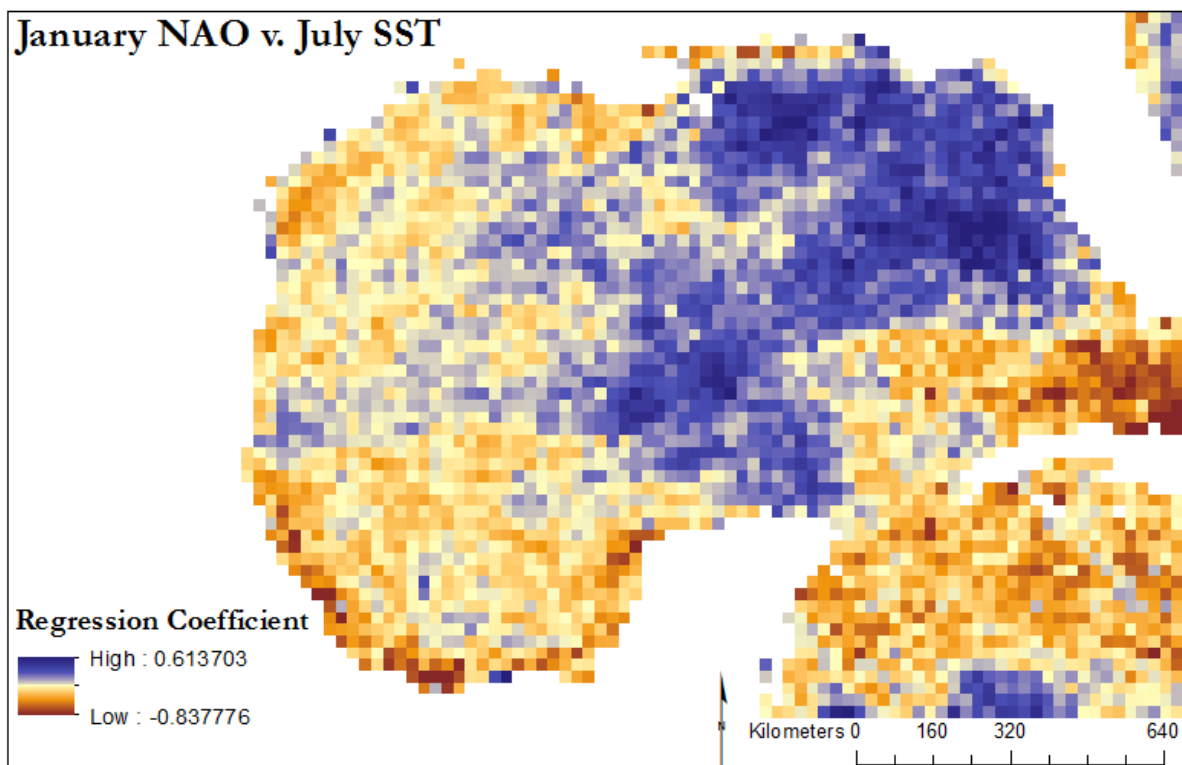 January NAO v. July SST
Regression Coefficient
High : 0.613703
Low : -0.837776
N
Kilometers 0 160 320 640